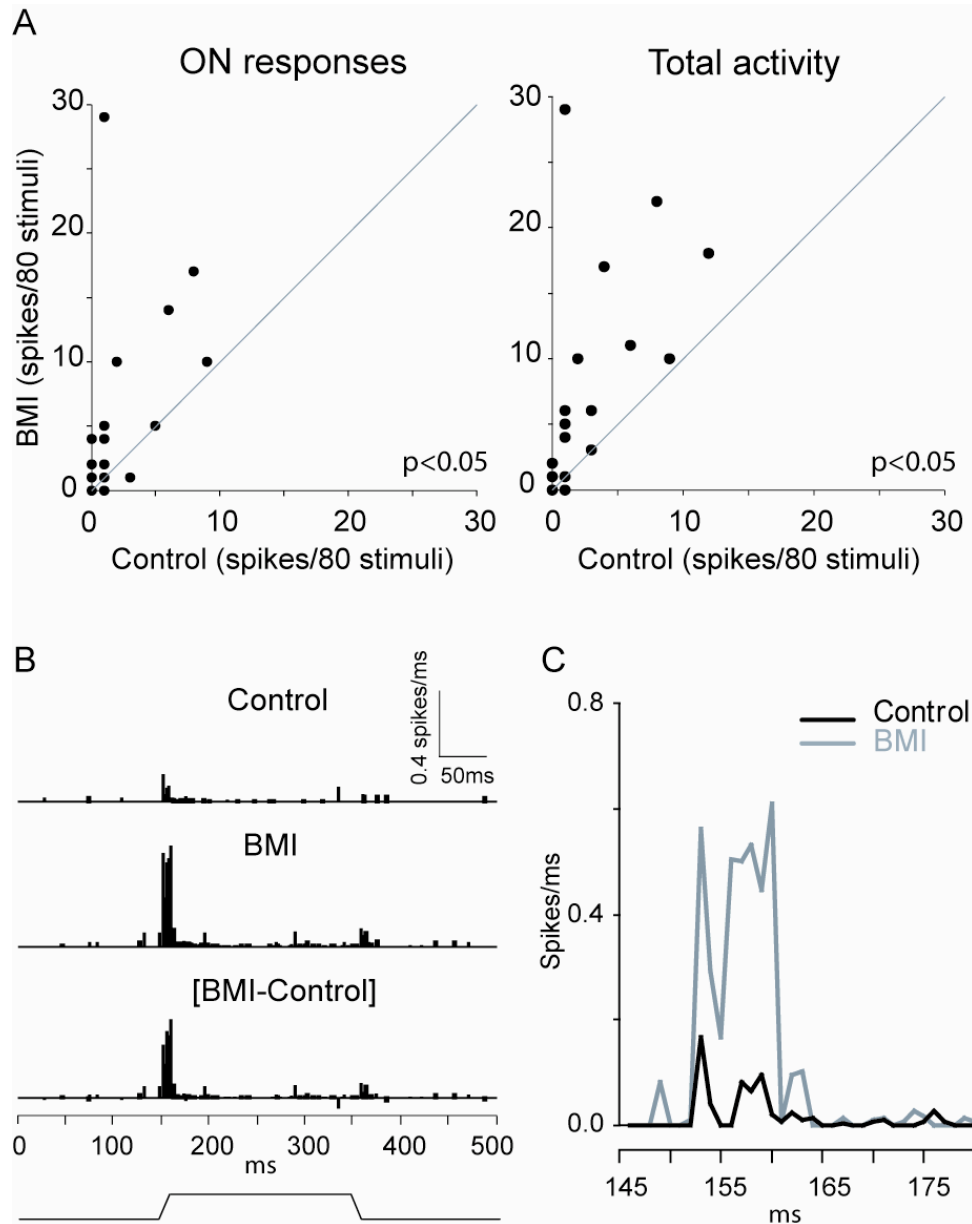 A
ON responses
Total activity
30
20
10
0
BMI (spikes/80 stimuli)
p<0.05
0 10 20 30
Control (spikes/80 stimuli)
30
20
10
0
p<0.05
0 10 20 30
Control (spikes/80 stimuli)
B
Control
0.4 spikes/ms
50ms
BMI
[BMI-Control]
0 100 200 300 400 500
ms
C
0.8
Control
BMI
Spikes/ms
0.4
0.0
145 155 165 175
ms